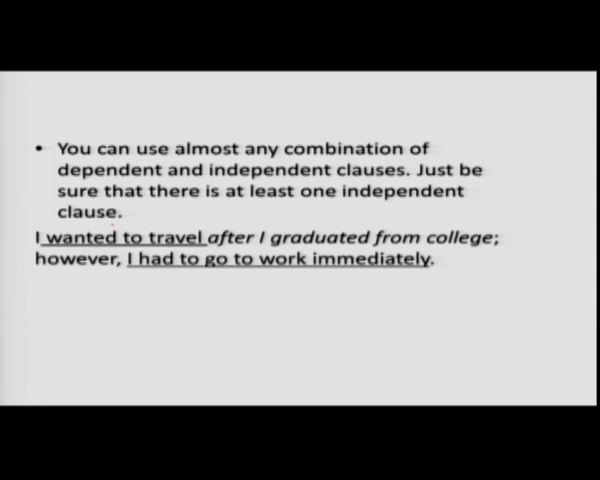 • You can use almost any combination of
dependent and independent clauses. Just be
sure that there is at least one independent
clause.
I wanted to travel after I graduated from college;
however, I had to go to work immediately.